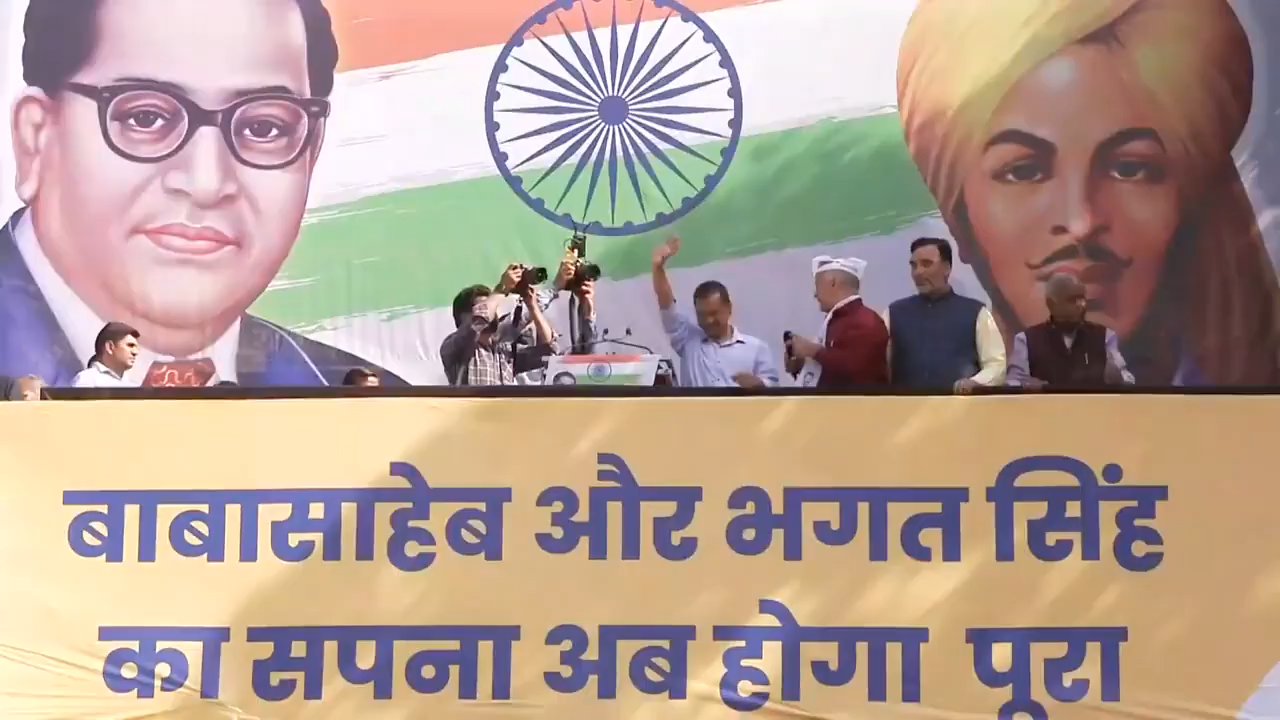 बाबासाहेब और भगत सिंह
का सपना अब होगा पूरा